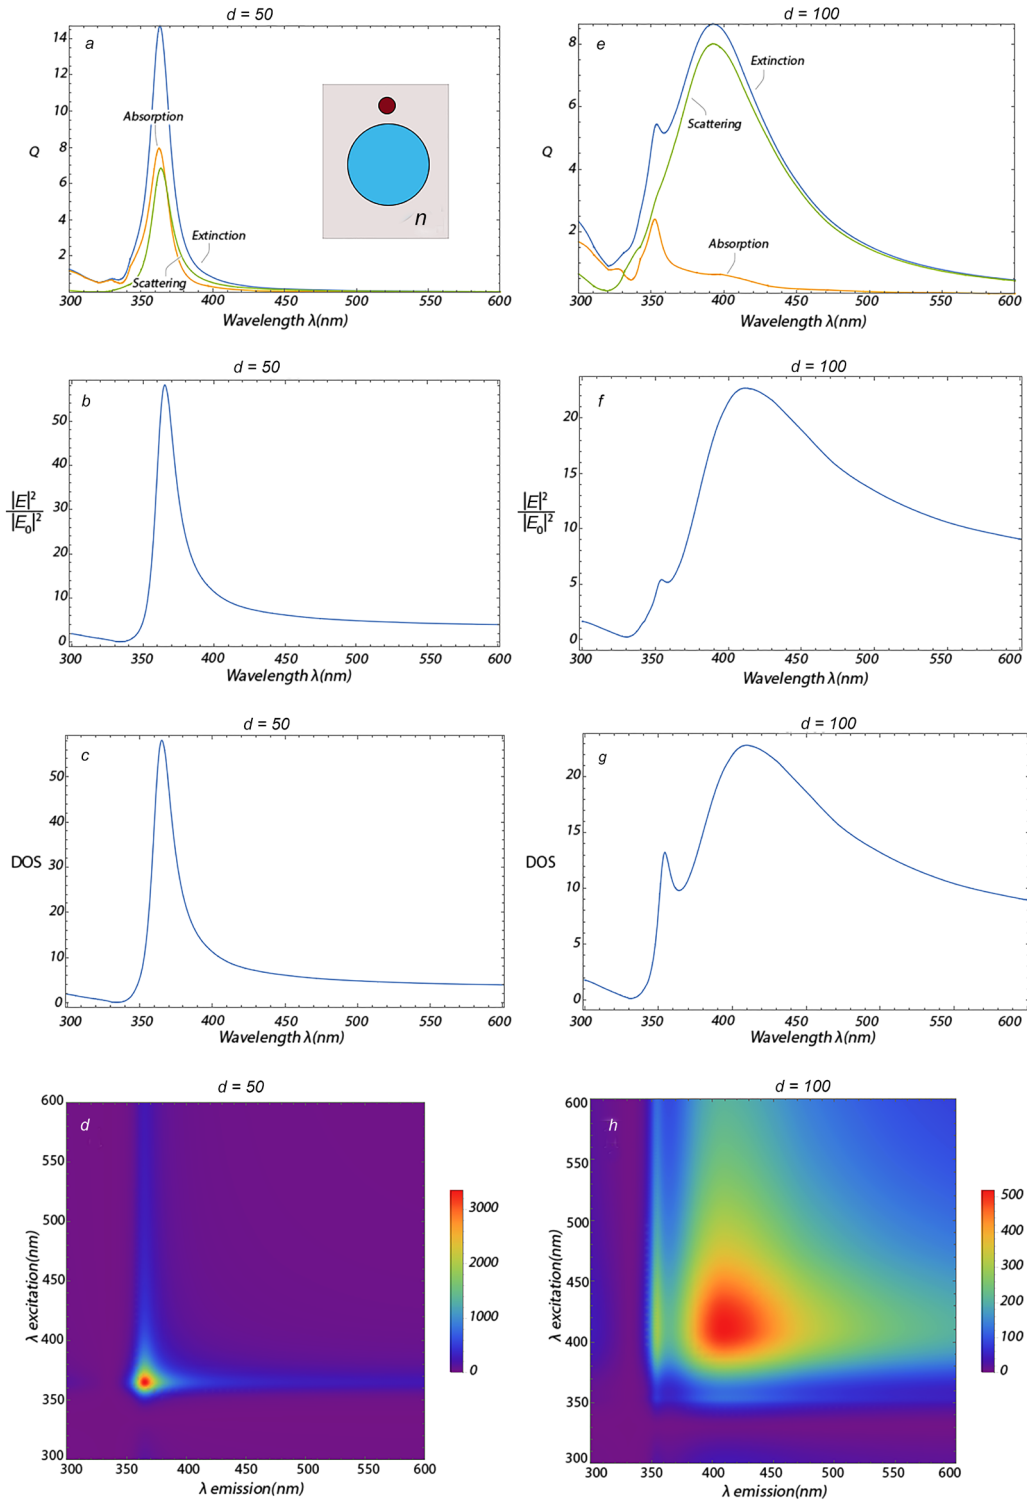 d = 50
a
14
12
10
8
6
4
2
Q
Absorption
Extinction
Scattering
n
300 350 400 450 500 550 600
Wavelength λ(nm)
d = 100
e
8
6
4
2
Q
Extinction
Scattering
Absorption
300 350 400 450 500 550 600
Wavelength λ(nm)
d = 50
b
50
40
30
20
10
0
|E|²
|E₀|²
300 350 400 450 500 550 600
Wavelength λ(nm)
d = 100
f
20
15
10
5
0
|E|²
|E₀|²
300 350 400 450 500 550 600
Wavelength λ(nm)
d = 50
c
50
40
30
20
10
0
DOS
300 350 400 450 500 550 600
Wavelength λ(nm)
d = 100
g
20
15
10
5
0
DOS
300 350 400 450 500 550 600
Wavelength λ(nm)
d = 50
d
600
550
500
450
400
350
300
λ excitation(nm)
3000
2000
1000
0
300 350 400 450 500 550 600
λ emission(nm)
d = 100
h
600
550
500
450
400
350
300
λ excitation(nm)
500
400
300
200
100
0
300 350 400 450 500 550 600
λ emission(nm)